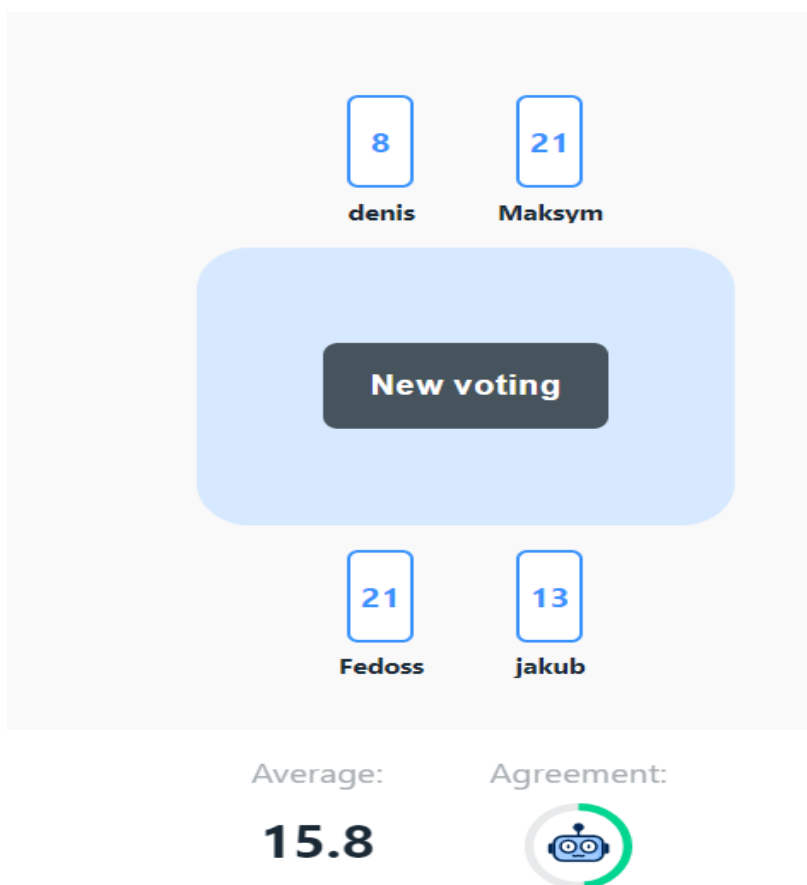 8 21
denis Maksym
New voting
21 13
Fedoss jakub
Average: Agreement:
15.8